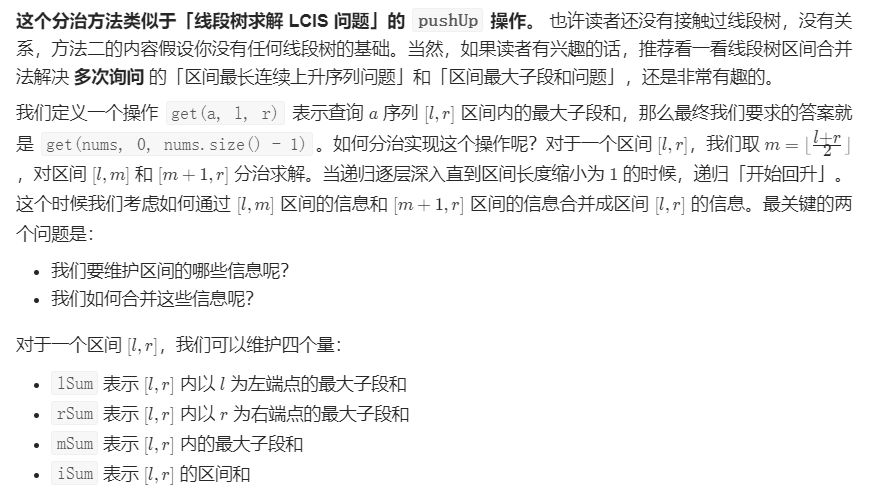 这个分治方法类似于「线段树求解 LCIS 问题」的 pushUp 操作。 也许读者还没有接触过线段树，没有关
系，方法二的内容假设你没有任何线段树的基础。当然，如果读者有兴趣的话，推荐看一看线段树区间合并
法解决 多次询问 的「区间最长连续上升序列问题」和「区间最大子段和问题」，还是非常有趣的。
我们定义一个操作 get(a, l, r) 表示查询 a 序列 [l, r] 区间内的最大子段和，那么最终我们要求的答案就
是 get(nums, 0, nums.size() - 1) 。如何分治实现这个操作呢？对于一个区间 [l, r]，我们取 m = ⌊(l+r)/2⌋
，对区间 [l, m] 和 [m + 1, r] 分治求解。当递归逐层深入直到区间长度缩小为 1 的时候，递归「开始回升」。
这个时候我们考虑如何通过 [l, m] 区间的信息和 [m + 1, r] 区间的信息合并成区间 [l, r] 的信息。最关键的两
个问题是：
• 我们要维护区间的哪些信息呢？
• 我们如何合并这些信息呢？
对于一个区间 [l, r]，我们可以维护四个量：
• lSum 表示 [l, r] 内以 l 为左端点的最大子段和
• rSum 表示 [l, r] 内以 r 为右端点的最大子段和
• mSum 表示 [l, r] 内的最大子段和
• iSum 表示 [l, r] 的区间和